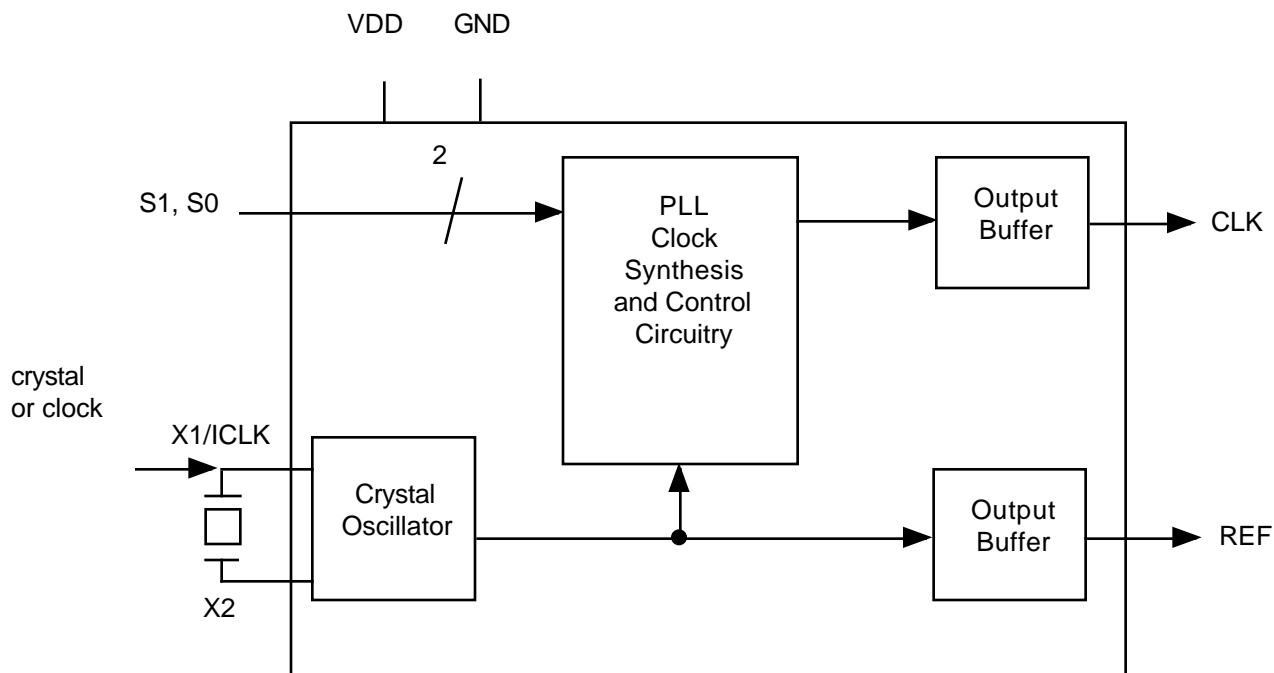 VDD GND
2
S1, S0
PLL
Clock
Synthesis
and Control
Circuitry
Output
Buffer
CLK
crystal
or clock
X1/ICLK
Crystal
Oscillator
X2
Output
Buffer
REF